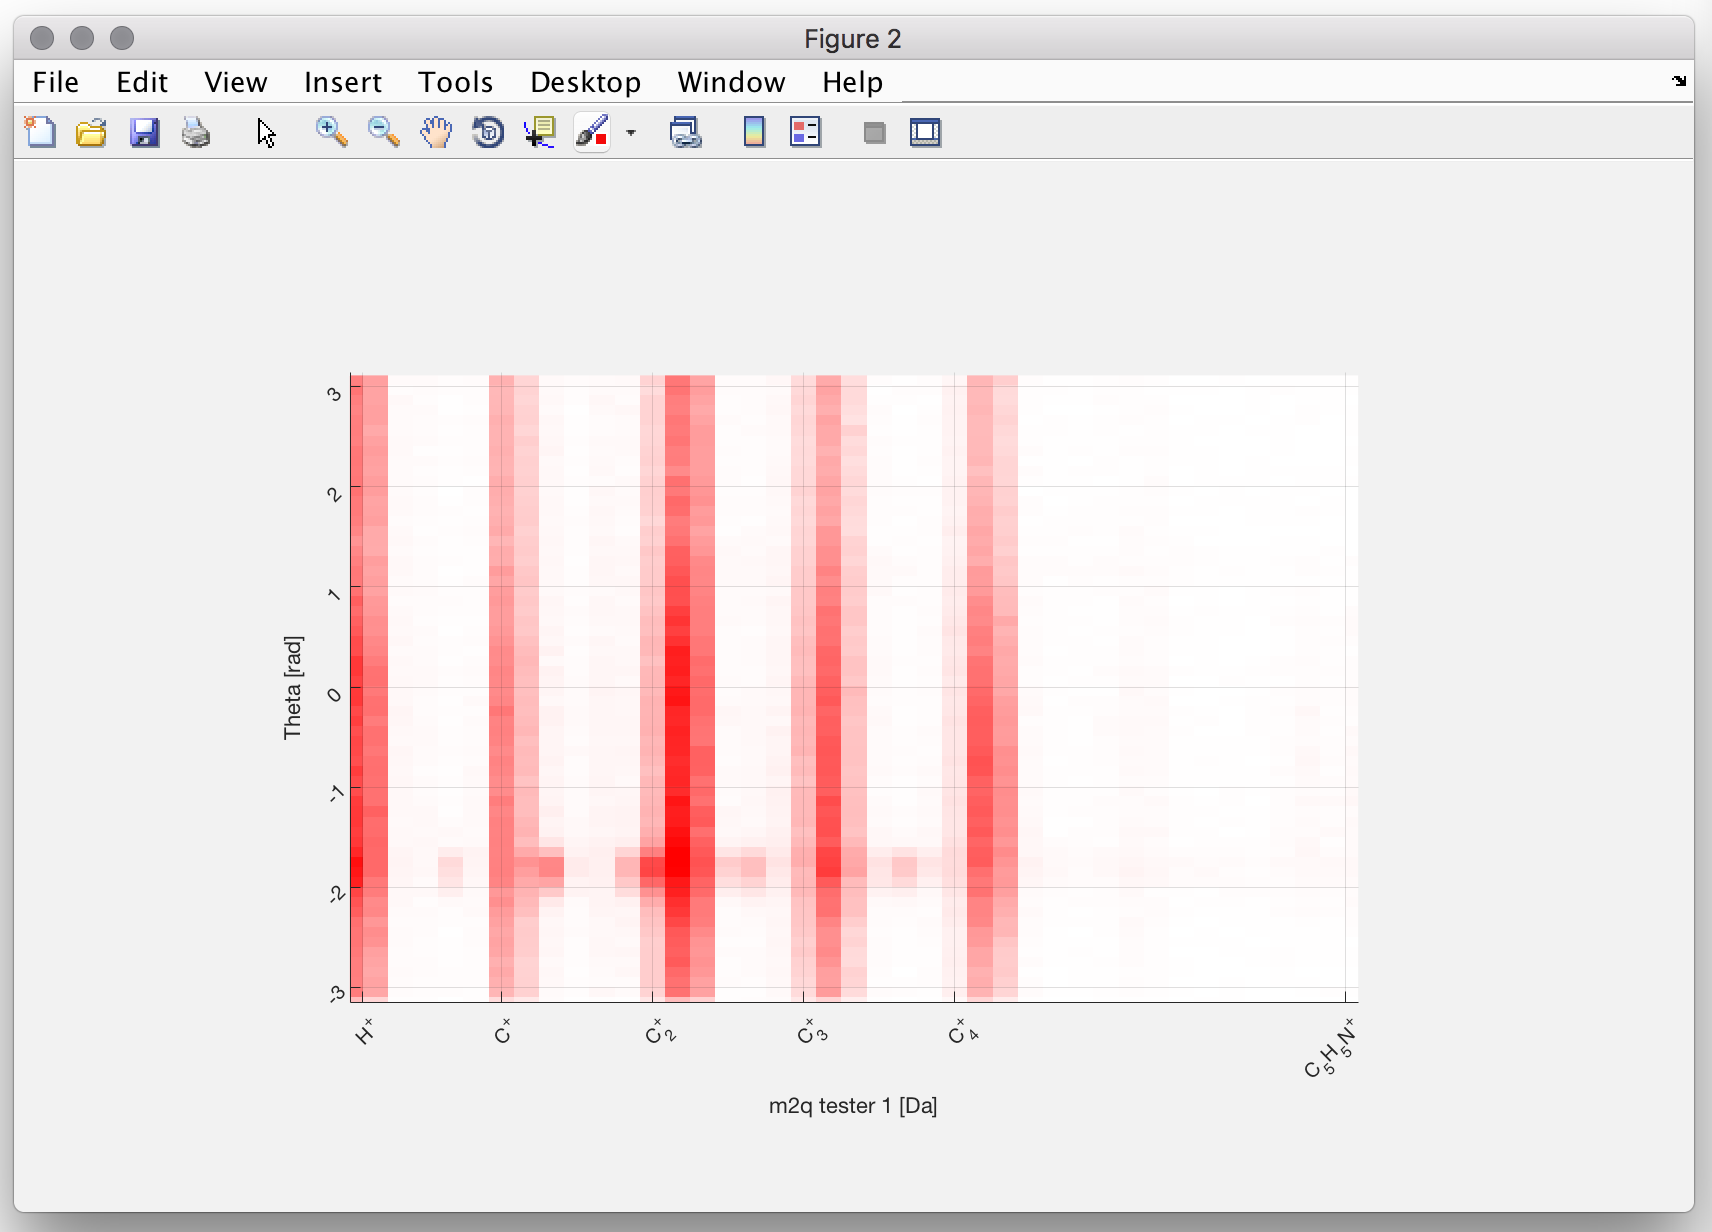 Figure 2
File Edit View Insert Tools Desktop Window Help
3
2
1
0
-1
-2
-3
Theta [rad]
H⁺
C⁺
C₂⁺
C₃⁺
C₄⁺
C₅H₅N⁺
m2q tester 1 [Da]